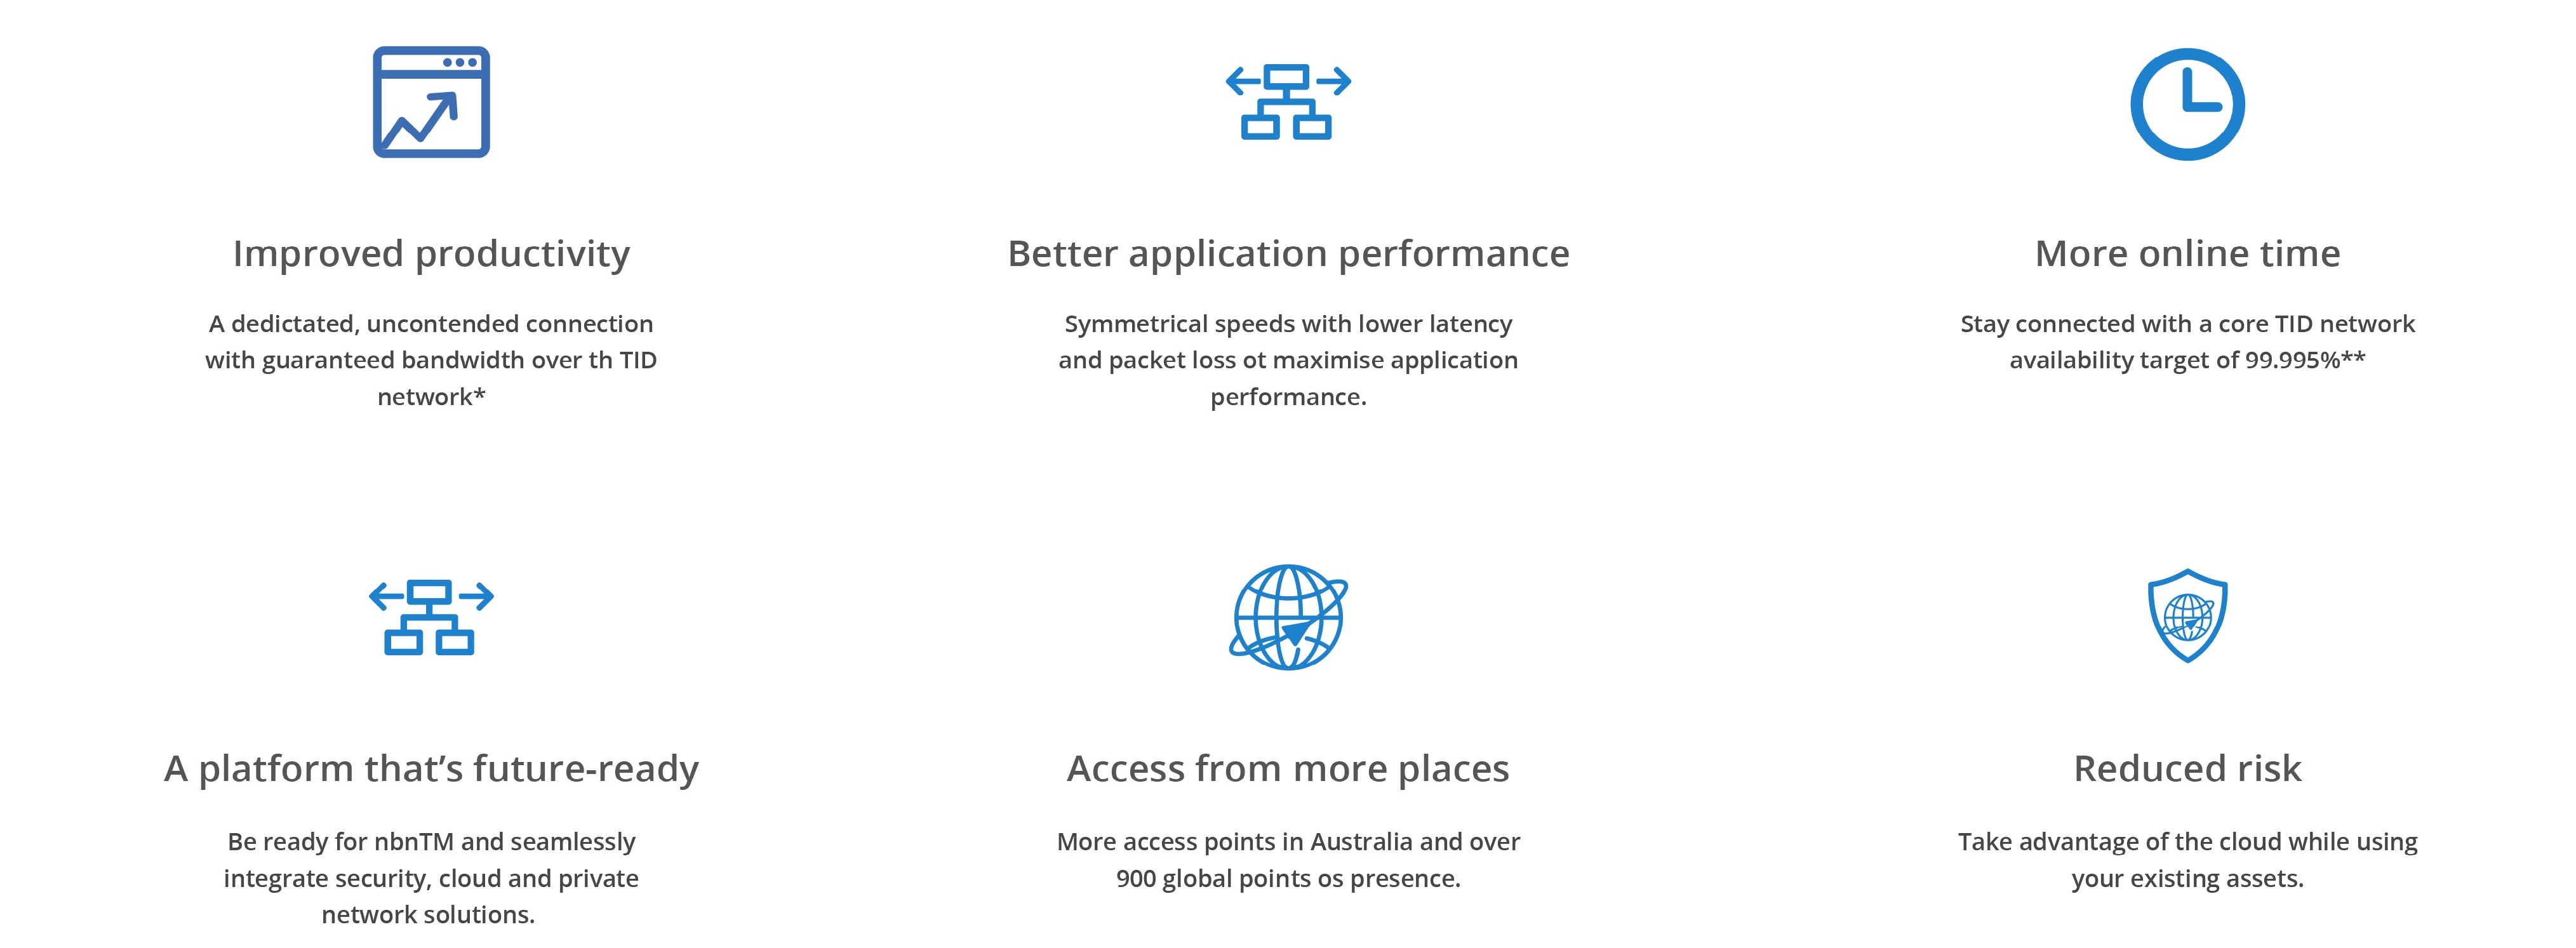 Improved productivity
A dedictated, uncontended connection
with guaranteed bandwidth over th TID
network*
Better application performance
Symmetrical speeds with lower latency
and packet loss ot maximise application
performance.
More online time
Stay connected with a core TID network
availability target of 99.995%**
A platform that’s future-ready
Be ready for nbnTM and seamlessly
integrate security, cloud and private
network solutions.
Access from more places
More access points in Australia and over
900 global points os presence.
Reduced risk
Take advantage of the cloud while using
your existing assets.